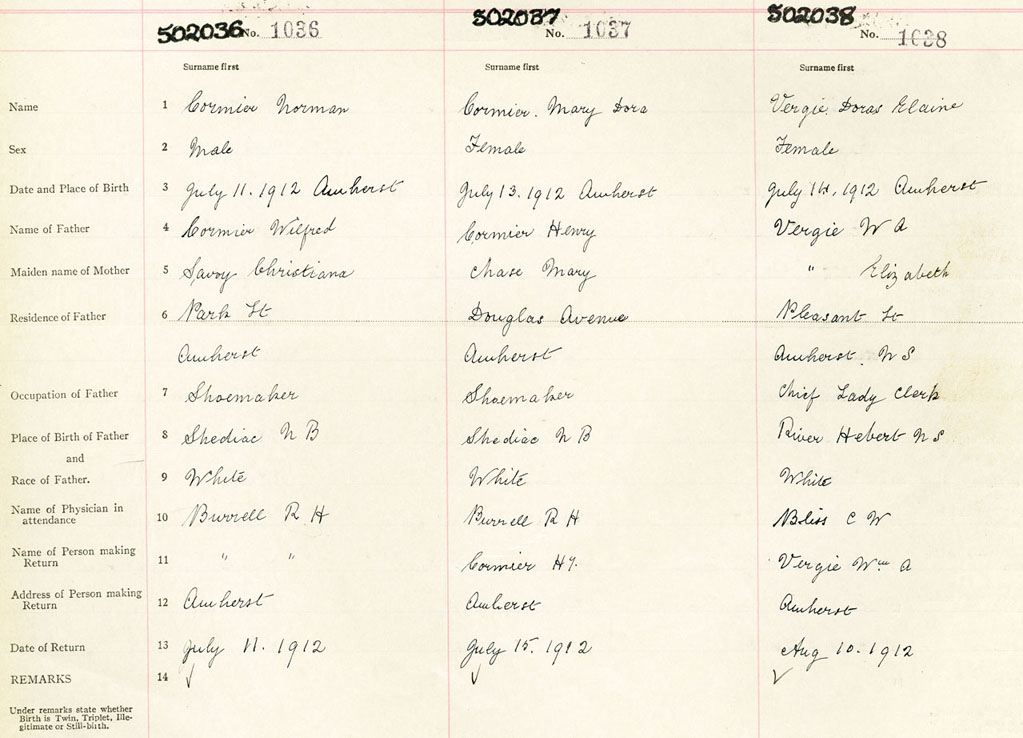 502036 No. 1036 502037 No. 1037 502038 No. 1038
Surname first Surname first Surname first
Name 1 Cormier Norman Cormier. Mary Dora Vergie Doras Elaine
Sex 2 Male Female Female
Date and Place of Birth 3 July 11. 1912 Amherst July 13. 1912 Amherst July 14, 1912 Amherst
Name of Father 4 Cormier Wilfred Cormier Henry Vergie W A
Maiden name of Mother 5 Savoy Christiana Chase Mary " Elizabeth
Residence of Father 6 Park St Douglas Avenue Pleasant St
Amherst Amherst Amherst N S
Occupation of Father 7 Shoemaker Shoemaker Chief Lady Clerk
Place of Birth of Father 8 Shediac N B Shediac N B River Hebert N S
and
Race of Father. 9 White White White
Name of Physician in
attendance 10 Burrell R H Burrell R H Bliss C W
Name of Person making
Return 11 " " Cormier Hy. Vergie Wm A
Address of Person making
Return 12 Amherst Amherst Amherst
Date of Return 13 July 11. 1912 July 15. 1912 Aug 10. 1912
REMARKS 14 ✓ ✓ ✓
Under remarks state whether
Birth is Twin, Triplet, Ille-
gitimate or Still-birth.